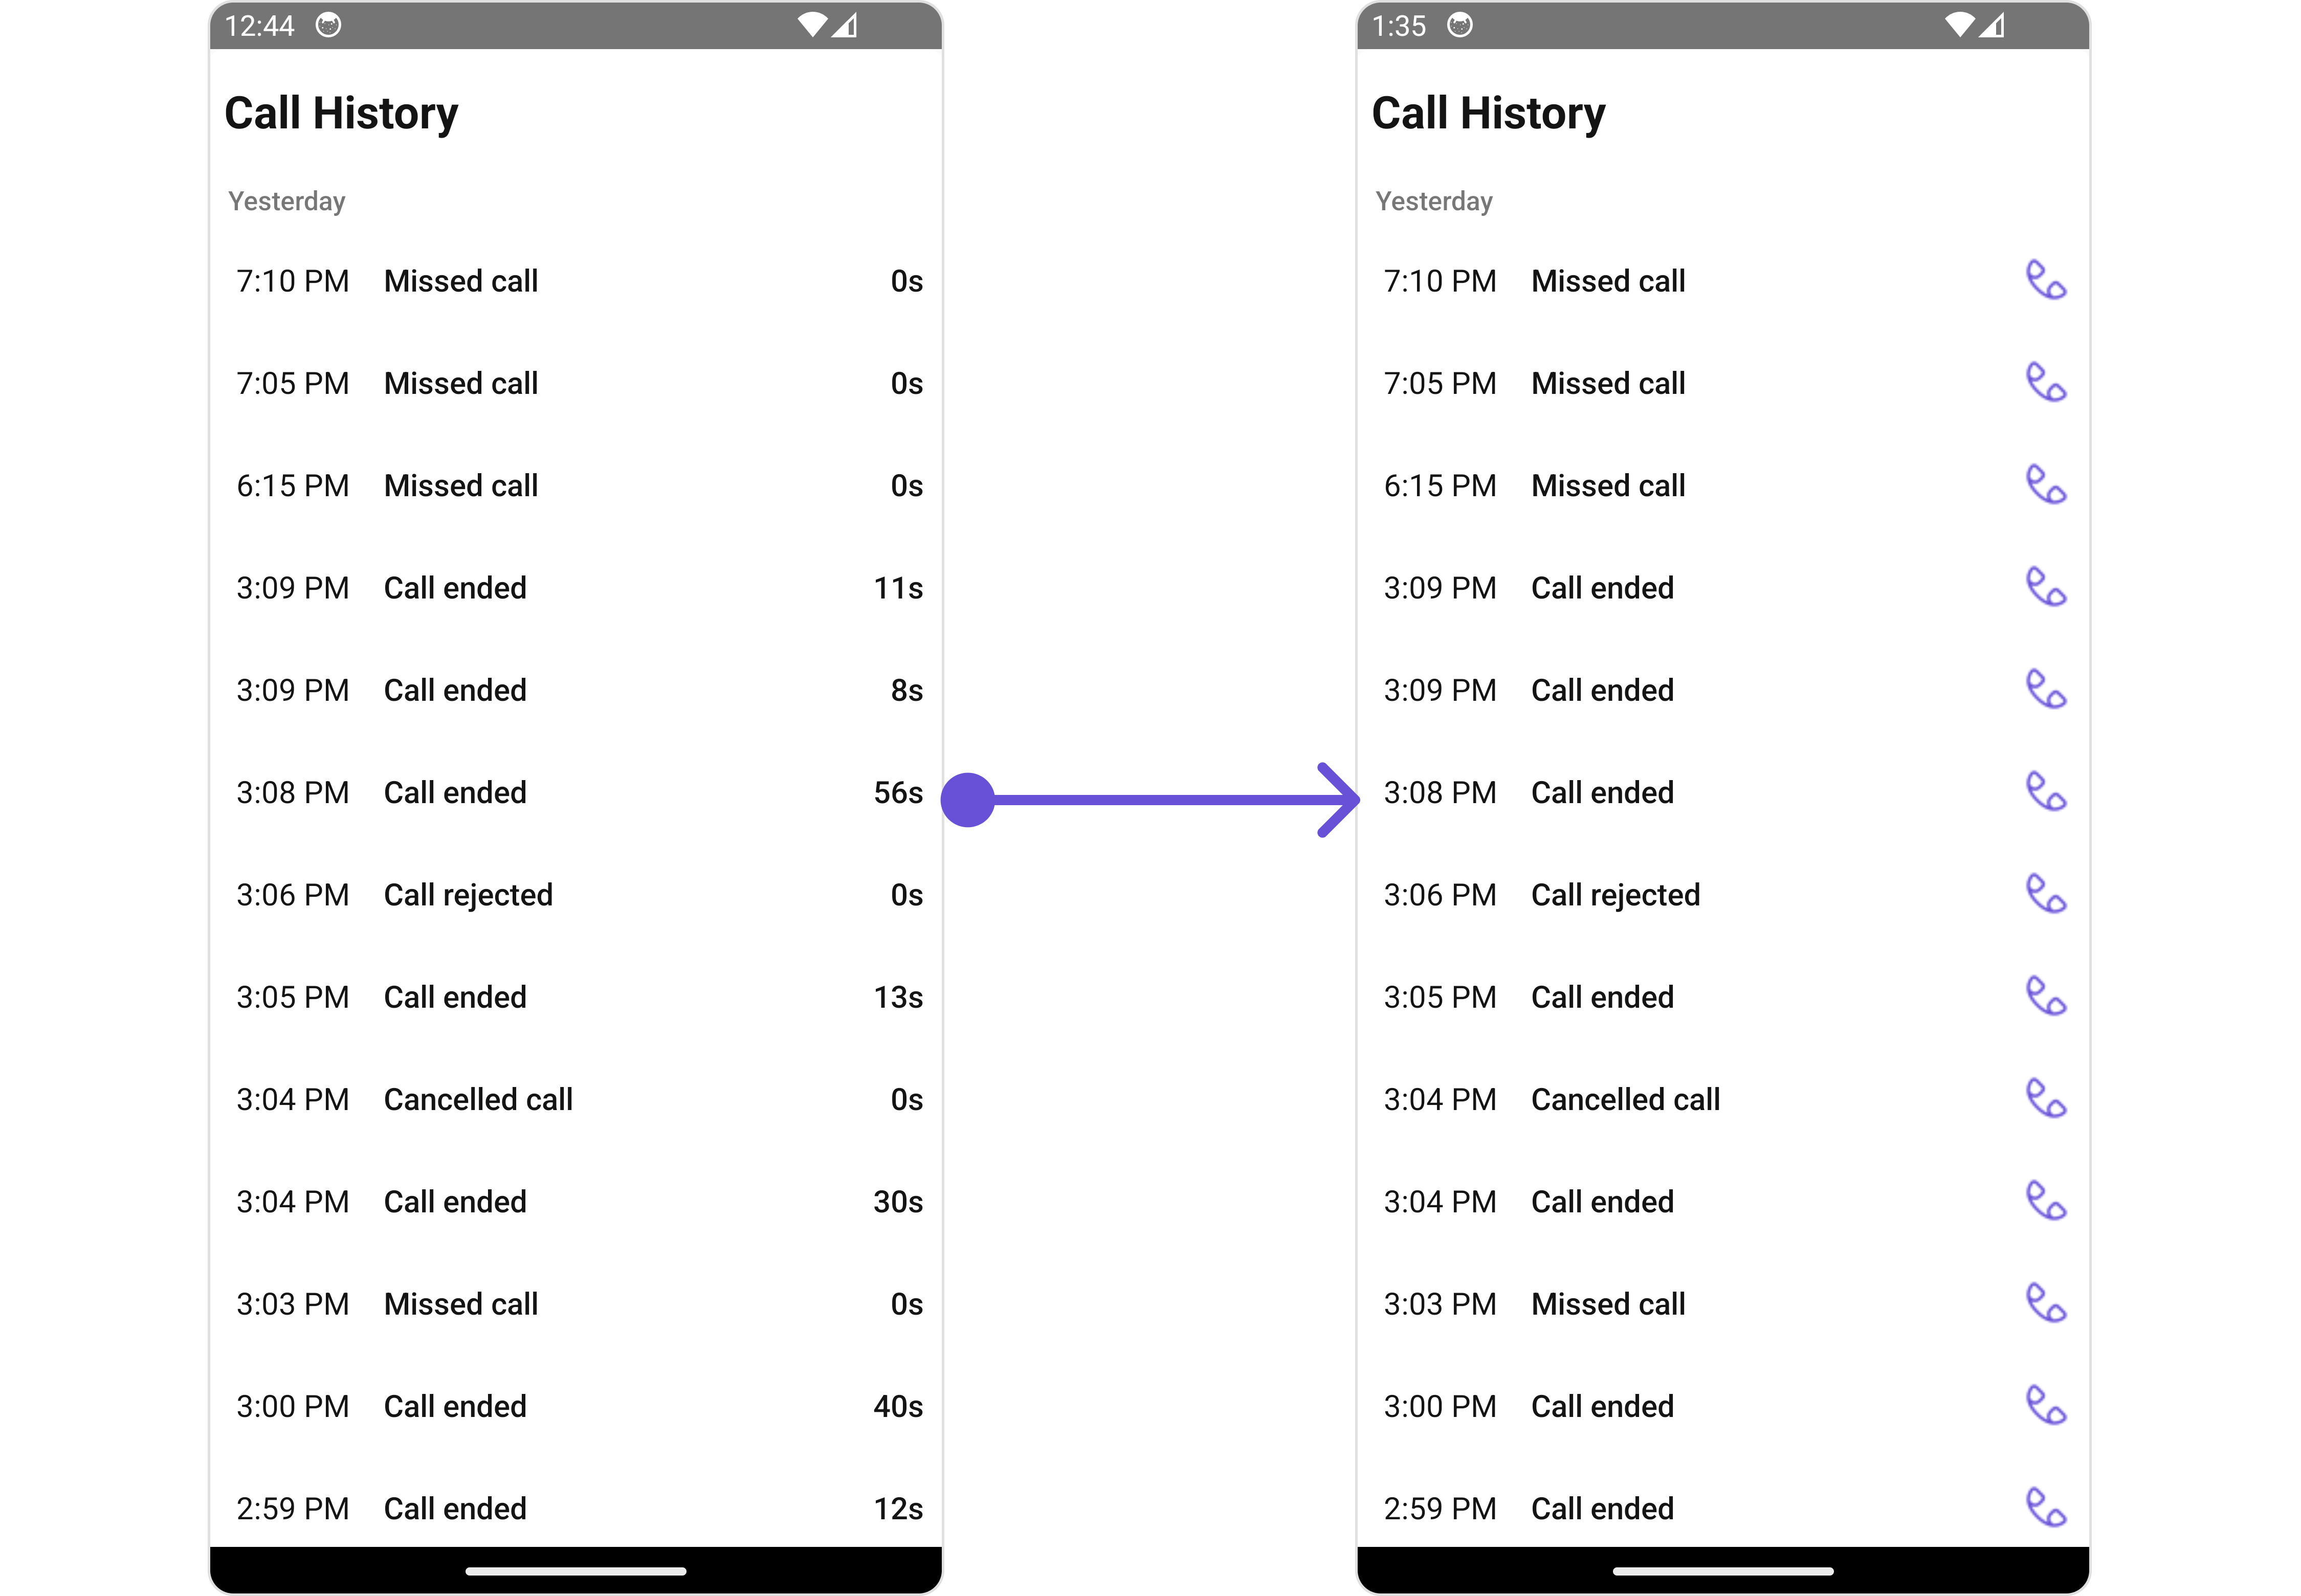 12:44
Call History
Yesterday
7:10 PM Missed call 0s
7:05 PM Missed call 0s
6:15 PM Missed call 0s
3:09 PM Call ended 11s
3:09 PM Call ended 8s
3:08 PM Call ended 56s
3:06 PM Call rejected 0s
3:05 PM Call ended 13s
3:04 PM Cancelled call 0s
3:04 PM Call ended 30s
3:03 PM Missed call 0s
3:00 PM Call ended 40s
2:59 PM Call ended 12s
1:35
Call History
Yesterday
7:10 PM Missed call
7:05 PM Missed call
6:15 PM Missed call
3:09 PM Call ended
3:09 PM Call ended
3:08 PM Call ended
3:06 PM Call rejected
3:05 PM Call ended
3:04 PM Cancelled call
3:04 PM Call ended
3:03 PM Missed call
3:00 PM Call ended
2:59 PM Call ended